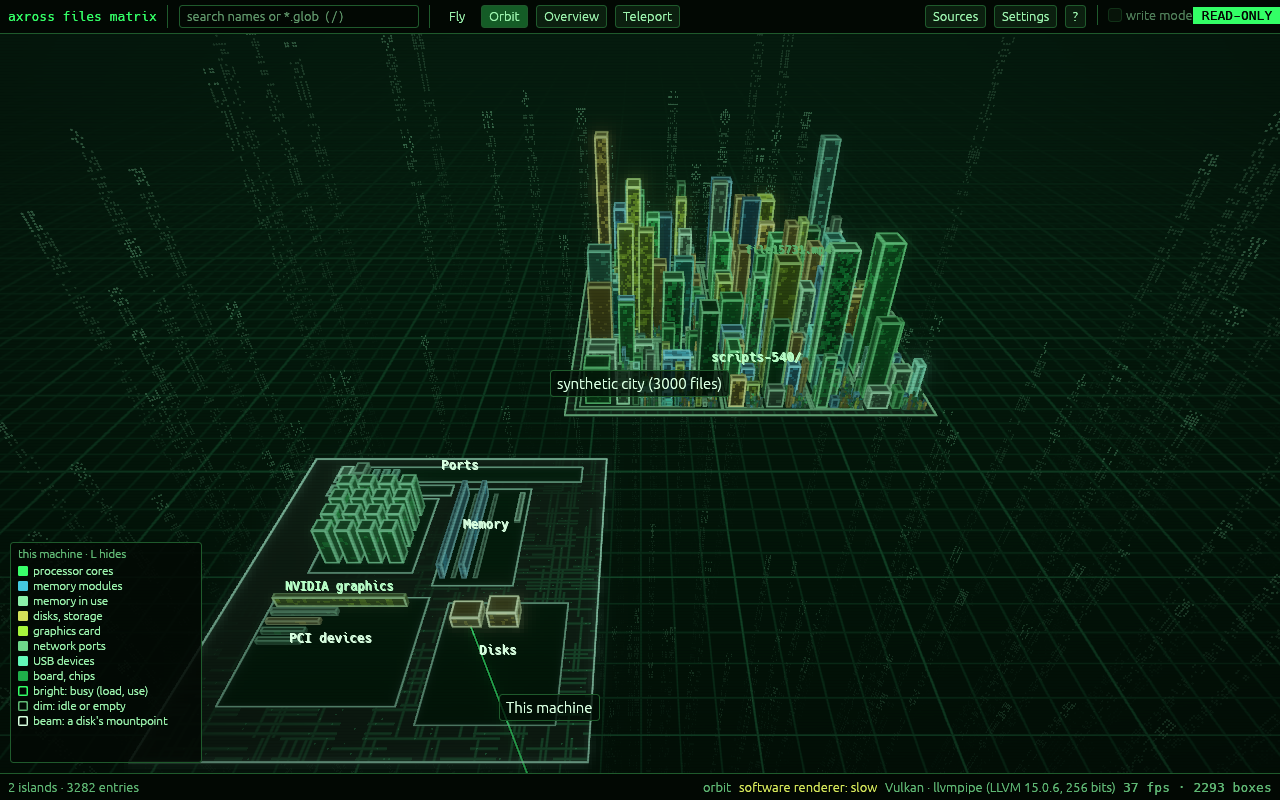 axross files matrix
search names or *.glob (/)
Fly
Orbit
Overview
Teleport
Sources
Settings
?
write mode
READ-ONLY
scripts-540/
synthetic city (3000 files)
Ports
Memory
NVIDIA graphics
PCI devices
Disks
This machine
this machine · L hides
processor cores
memory modules
memory in use
disks, storage
graphics card
network ports
USB devices
board, chips
bright: busy (load, use)
dim: idle or empty
beam: a disk's mountpoint
2 islands · 3282 entries
orbit software renderer: slow Vulkan · llvmpipe (LLVM 15.0.6, 256 bits) 37 fps · 2293 boxes